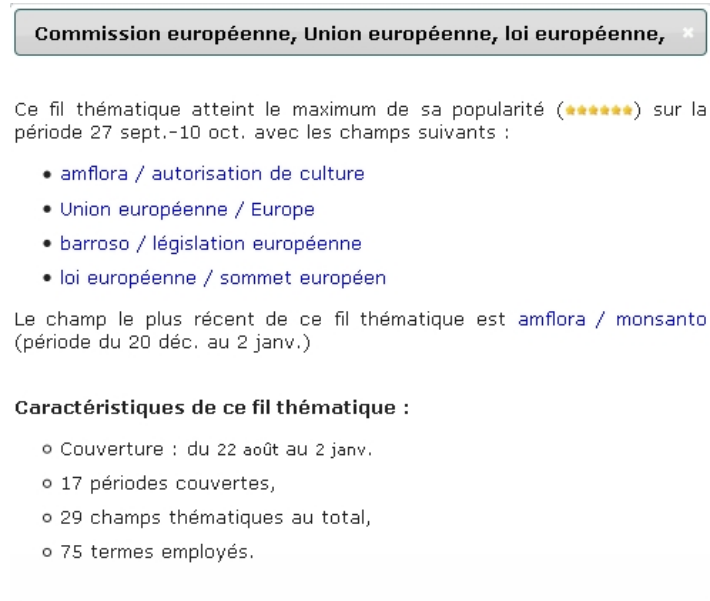 Commission européenne, Union européenne, loi européenne,
Ce fil thématique atteint le maximum de sa popularité (******) sur la
période 27 sept.-10 oct. avec les champs suivants :
• amflora / autorisation de culture
• Union européenne / Europe
• barroso / législation européenne
• loi européenne / sommet européen
Le champ le plus récent de ce fil thématique est amflora / monsanto
(période du 20 déc. au 2 janv.)
Caractéristiques de ce fil thématique :
Couverture : du 22 août au 2 janv.
17 périodes couvertes,
29 champs thématiques au total,
75 termes employés.